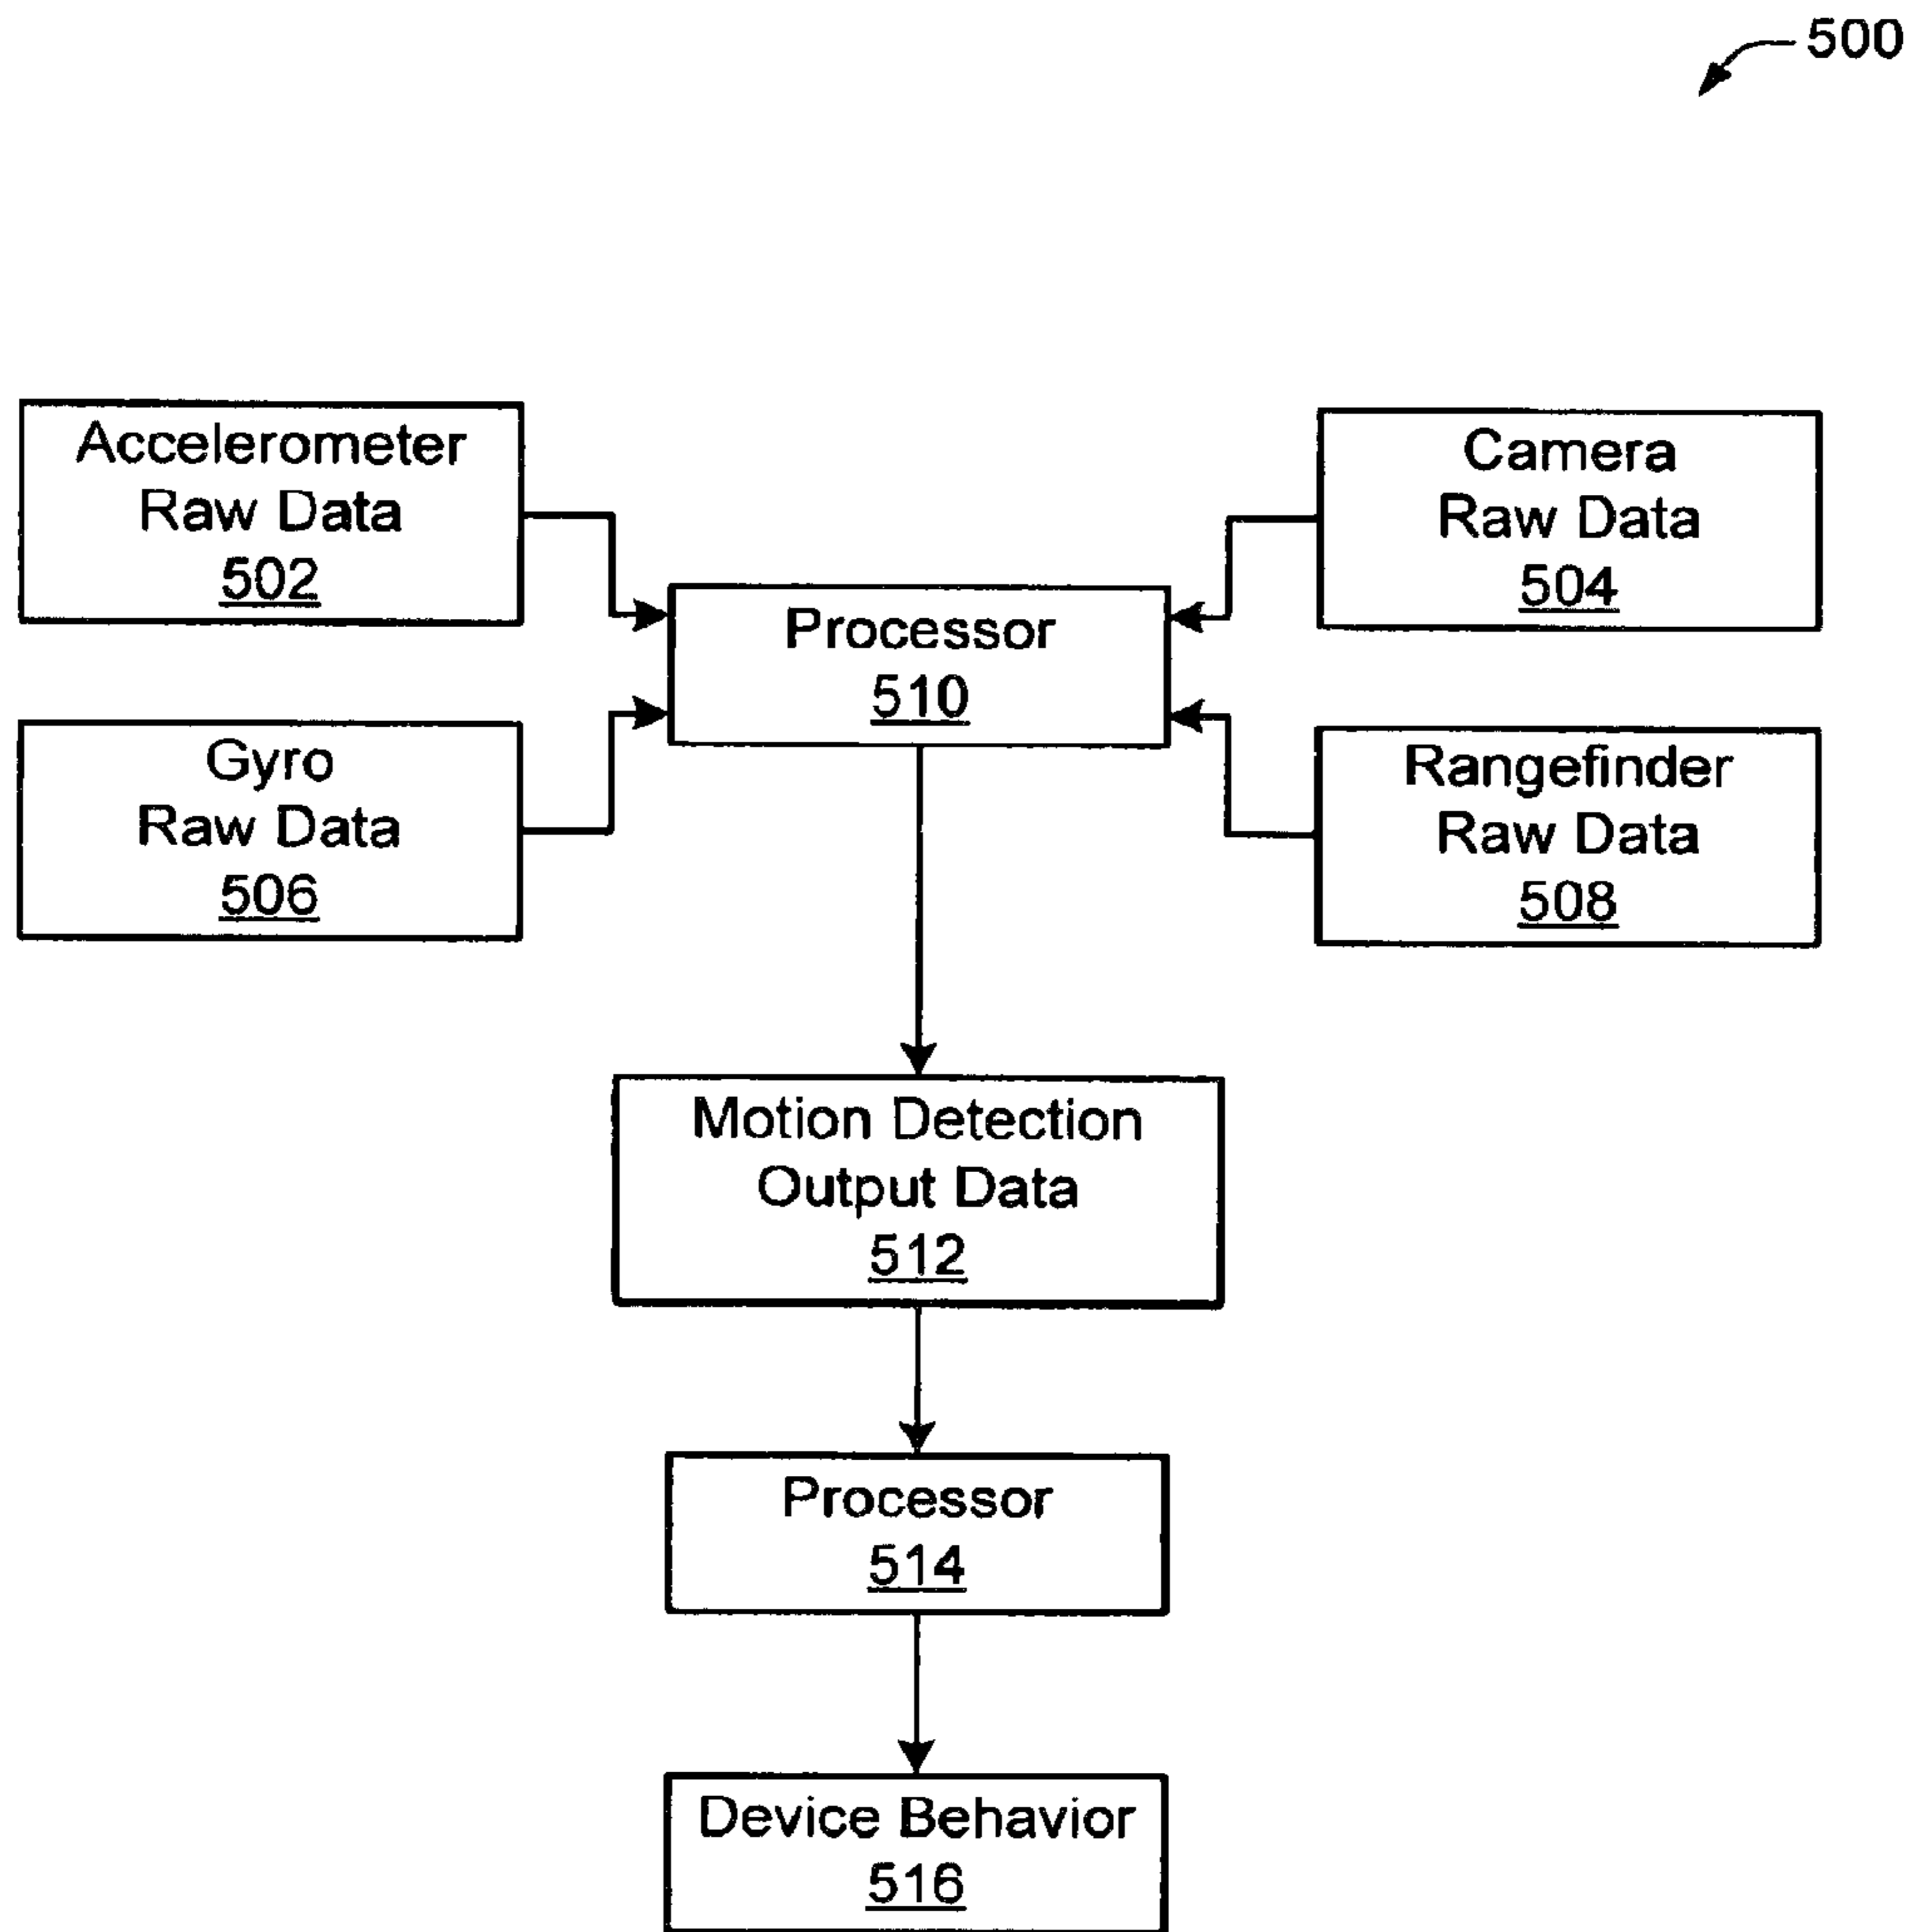 500
Accelerometer
Raw Data
502
Camera
Raw Data
504
Processor
510
Gyro
Raw Data
506
Rangefinder
Raw Data
508
Motion Detection
Output Data
512
Processor
514
Device Behavior
516